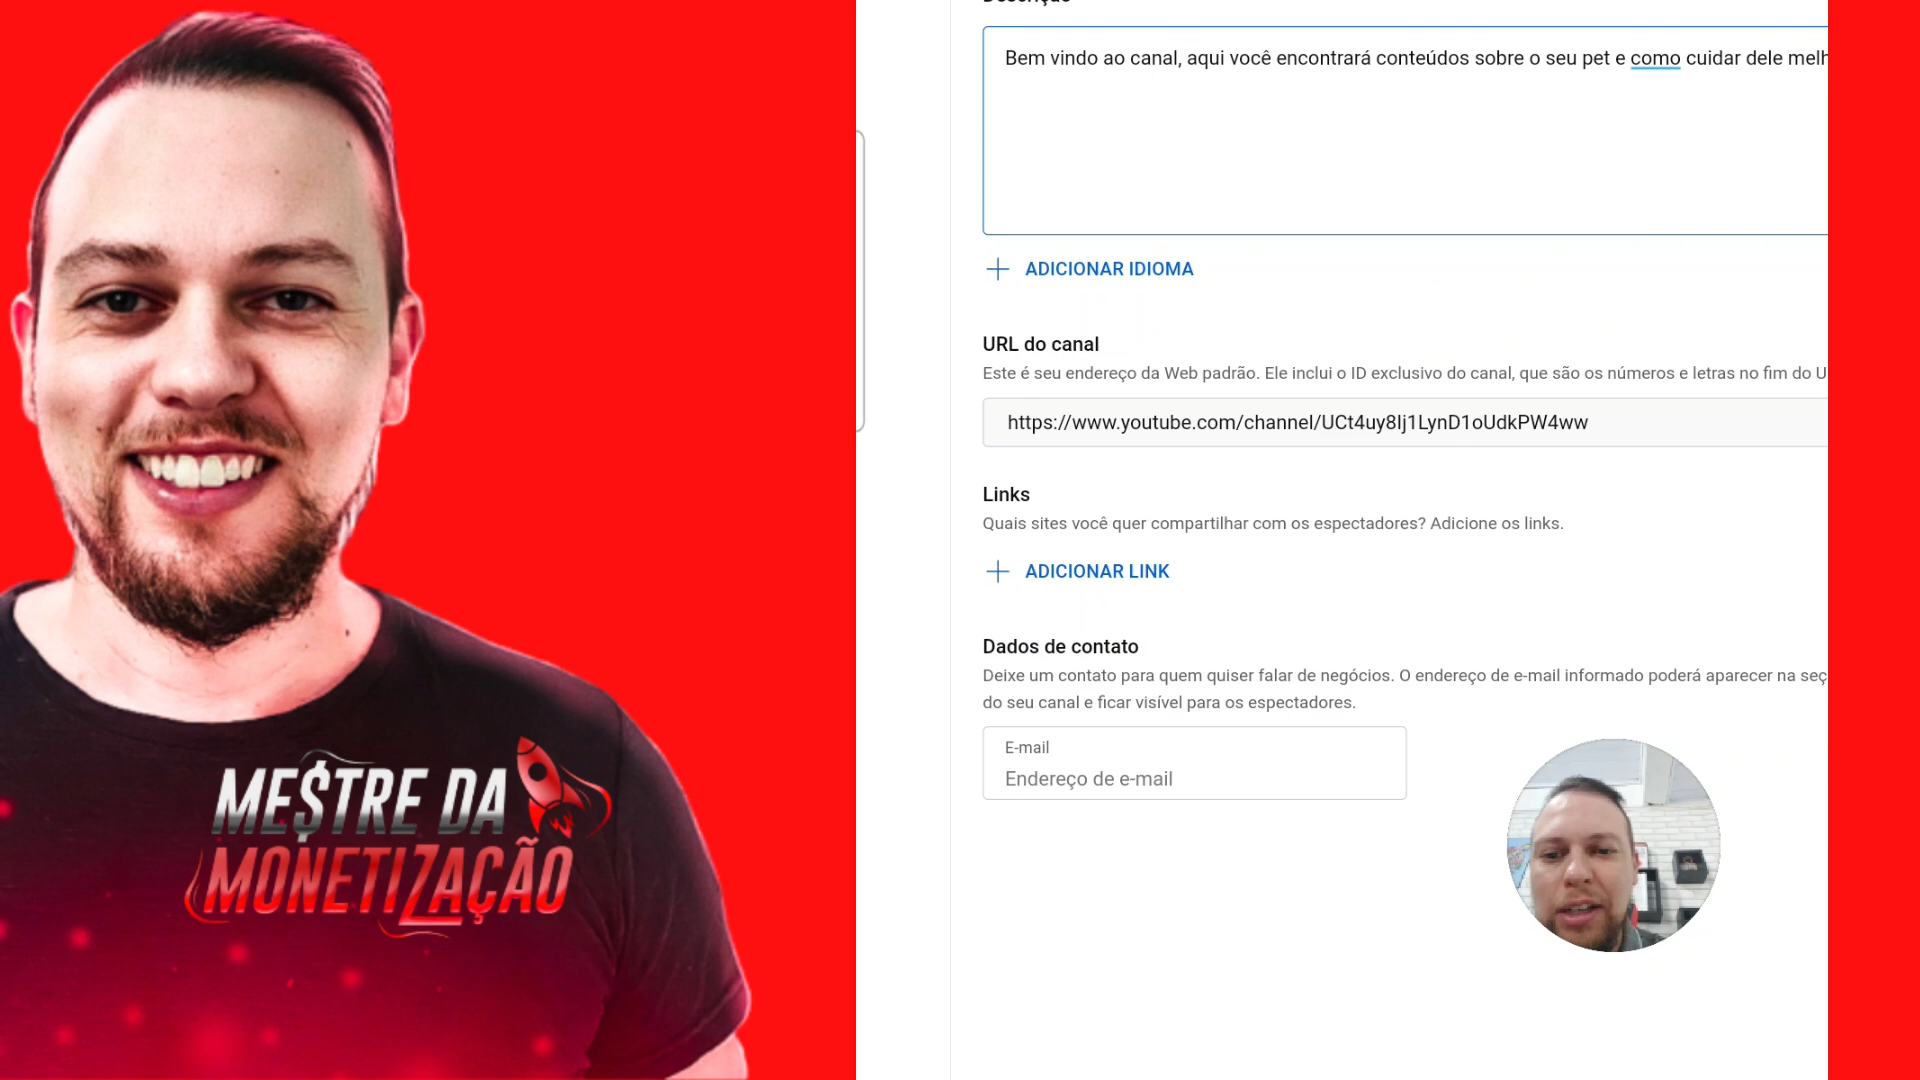 Bem vindo ao canal, aqui você encontrará conteúdos sobre o seu pet e como cuidar dele
ADICIONAR IDIOMA
URL do canal
Este é seu endereço da Web padrão. Ele inclui o ID exclusivo do canal, que são os números e letras no fim do
https://www.youtube.com/channel/UCt4uy8Ij1LynD1oUdkPW4ww
Links
Quais sites você quer compartilhar com os espectadores? Adicione os links.
ADICIONAR LINK
Dados de contato
Deixe um contato para quem quiser falar de negócios. O endereço de e-mail informado poderá aparecer na
do seu canal e ficar visível para os espectadores.
E-mail
Endereço de e-mail
ME$TRE DA
MONETIZAÇÃO